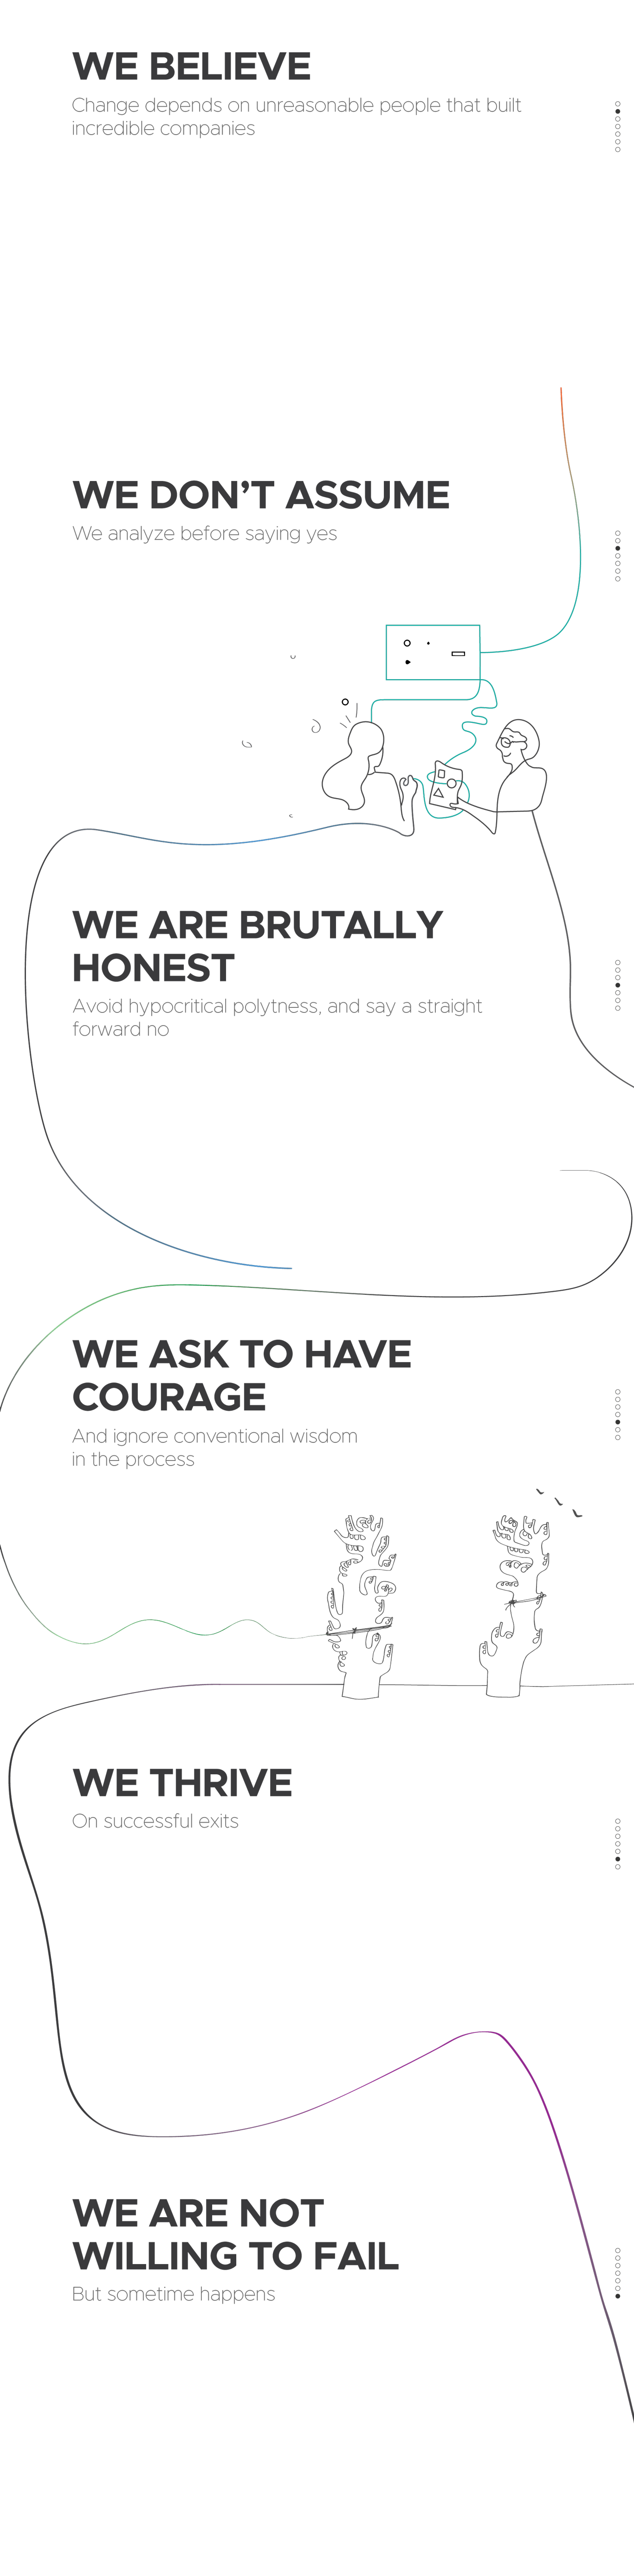 WE BELIEVE
Change depends on unreasonable people that built
incredible companies
WE DON’T ASSUME
We analyze before saying yes
WE ARE BRUTALLY
HONEST
Avoid hypocritical polytness, and say a straight
forward no
WE ASK TO HAVE
COURAGE
And ignore conventional wisdom
in the process
WE THRIVE
On successful exits
WE ARE NOT
WILLING TO FAIL
But sometime happens